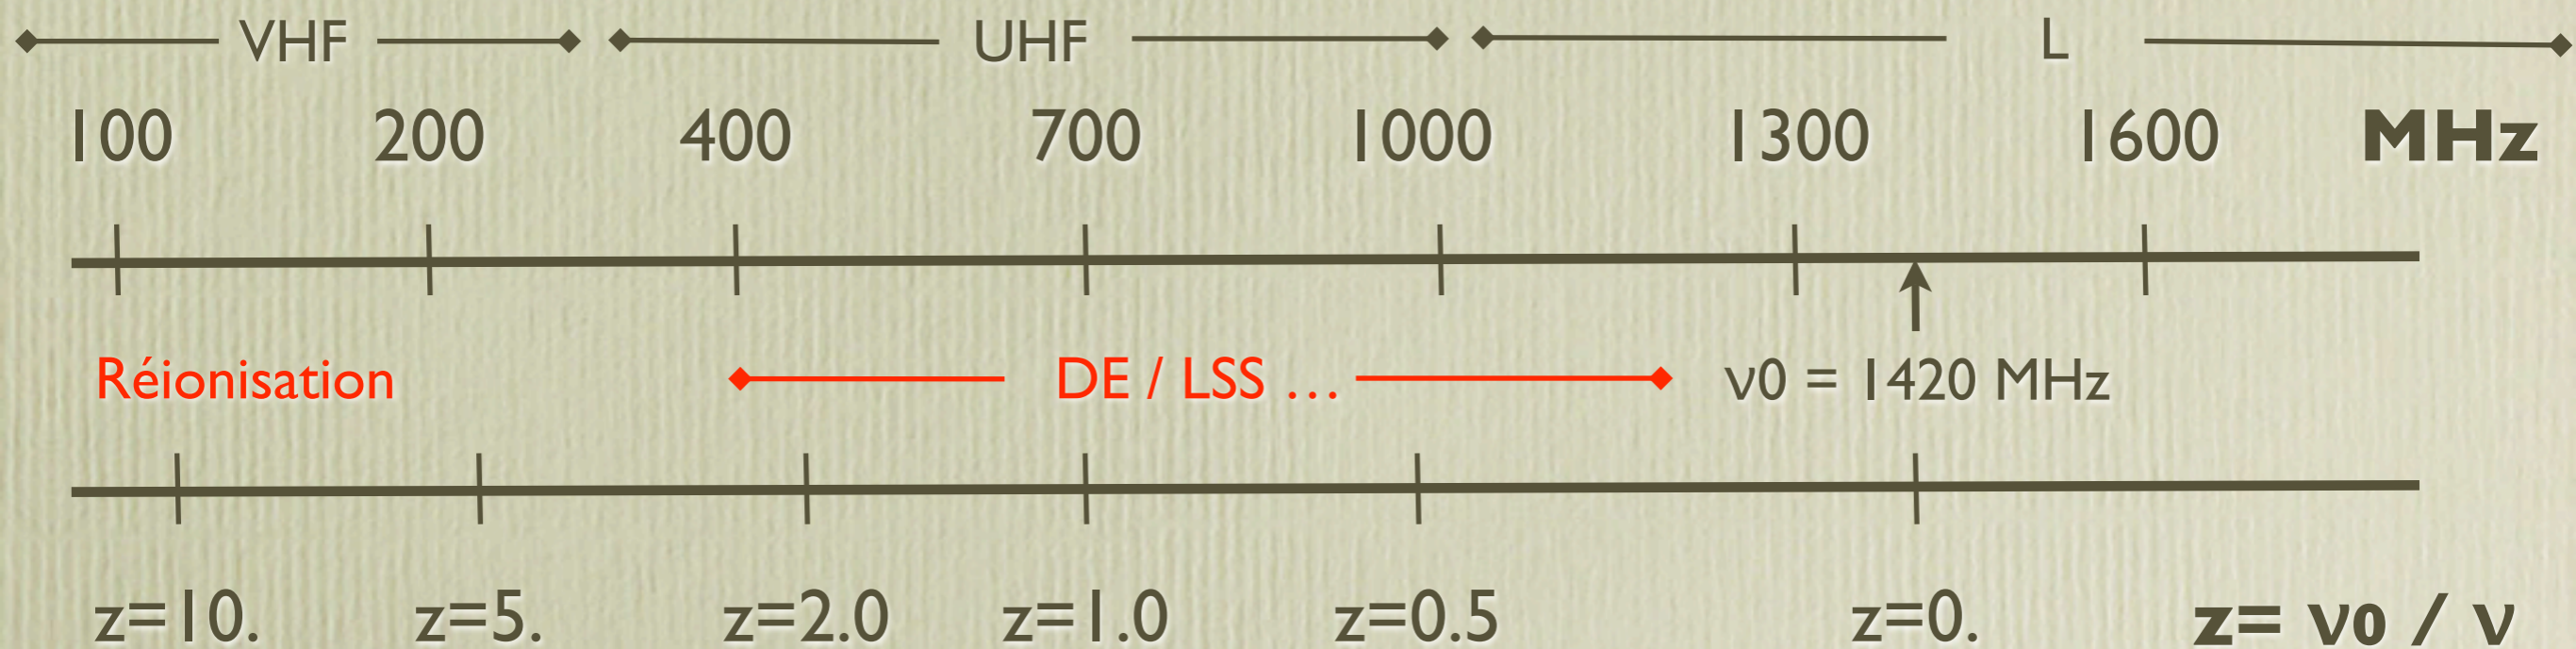 VHF UHF L
100 200 400 700 1000 1300 1600 MHz
Réionisation DE / LSS … ν0 = 1420 MHz
z=10. z=5. z=2.0 z=1.0 z=0.5 z=0. z= ν0 / ν